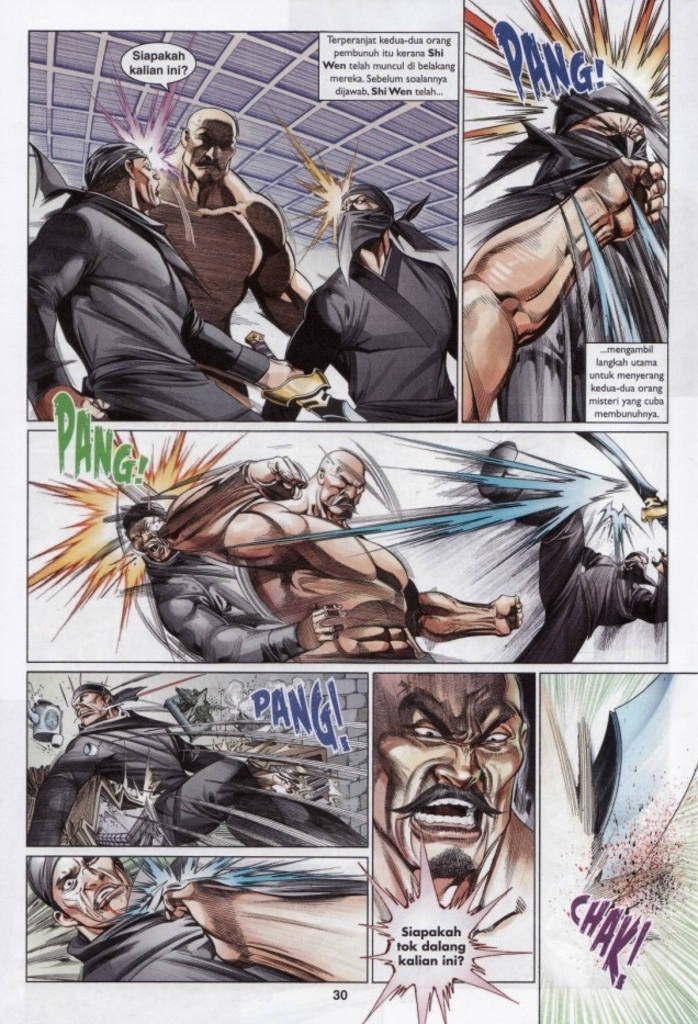 Siapakah
kalian ini?
Terperanjat kedua-dua orang
pembunuh itu kerana Shi
Wen telah muncul di belakang
mereka. Sebelum soalannya
dijawab, Shi Wen telah...
PANG!
...mengambil
langkah utama
untuk menyerang
kedua-dua orang
misteri yang cuba
membunuhnya.
PANG!
PANG!
Siapakah
tok dalang
kalian ini?
CHAK!
30